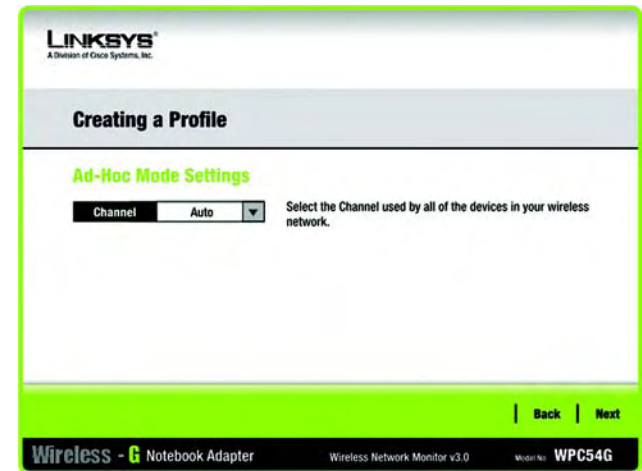 LINKSYS®
A Division of Cisco Systems, Inc.
Creating a Profile
Ad-Hoc Mode Settings
Channel Auto
Select the Channel used by all of the devices in your wireless
network.
Back Next
Wireless - G Notebook Adapter Wireless Network Monitor v3.0 Model No. WPC54G